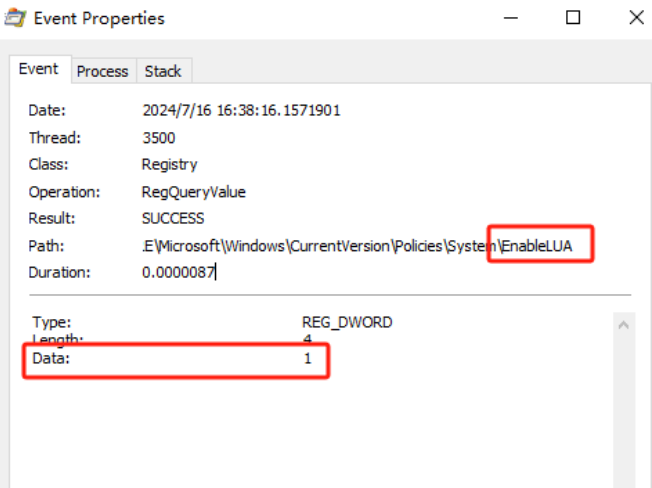 Event Properties
Event Process Stack
Date: 2024/7/16 16:38:16.1571901
Thread: 3500
Class: Registry
Operation: RegQueryValue
Result: SUCCESS
Path: .E\Microsoft\Windows\CurrentVersion\Policies\System\EnableLUA
Duration: 0.0000087
Type: REG_DWORD
Length: 4
Data: 1